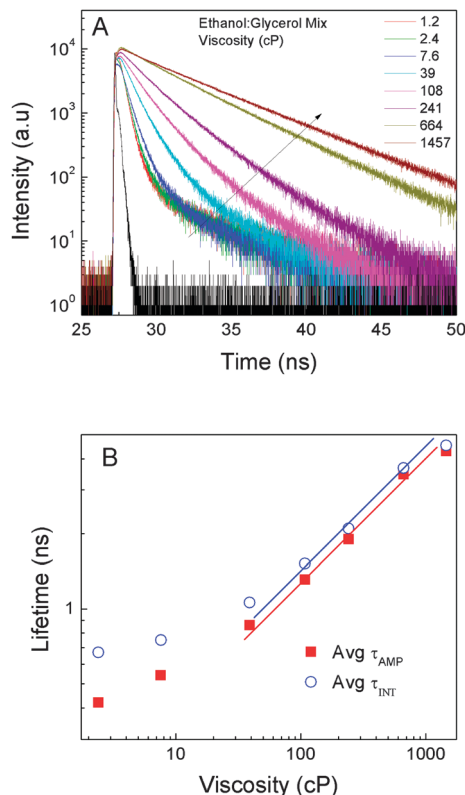 A
Ethanol:Glycerol Mix
Viscosity (cP)
1.2
2.4
7.6
39
108
241
664
1457
Intensity (a.u)
10⁴
10³
10²
10¹
10⁰
25 30 35 40 45 50
Time (ns)
B
Lifetime (ns)
1
Avg τAMP
Avg τINT
10 100 1000
Viscosity (cP)